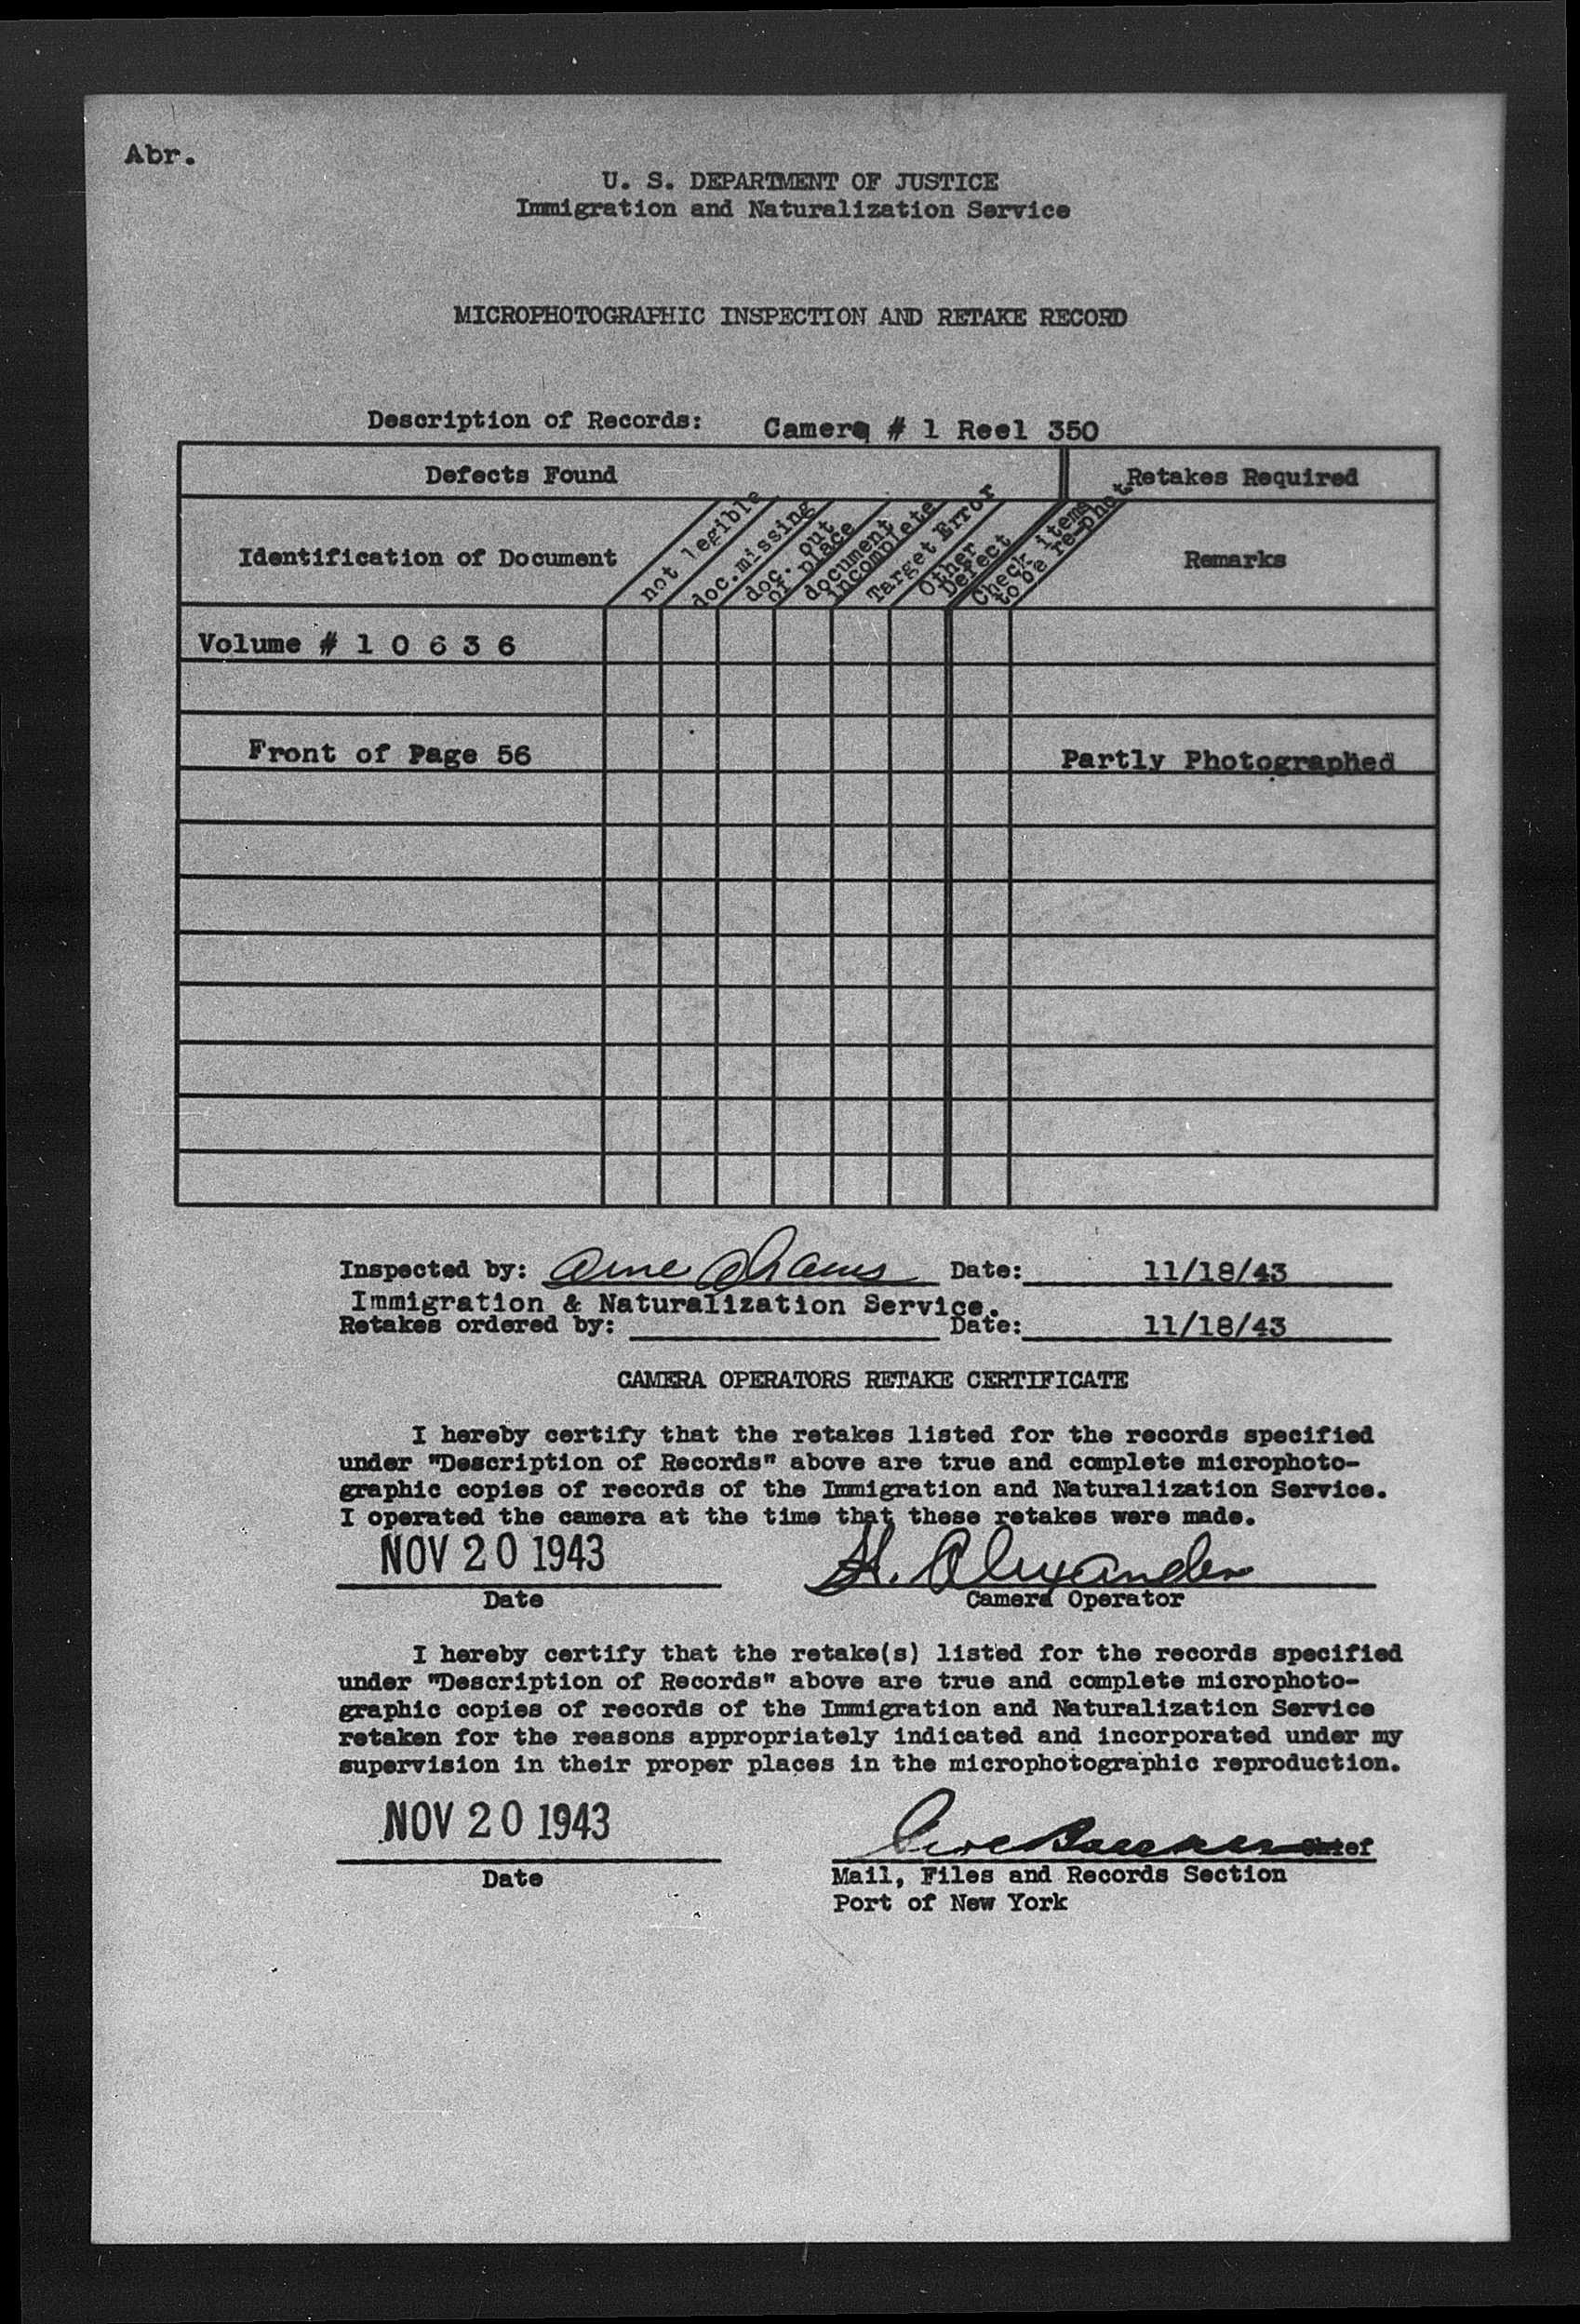 Abr.
U. S. DEPARTMENT OF JUSTICE
Immigration and Naturalization Service
MICROPHOTOGRAPHIC INSPECTION AND RETAKE RECORD
Description of Records: Camera # 1 Reel 350
Defects Found Retakes Required
Identification of Document
not legible
doc.missing
doc. out
of place
document
incomplete
Target Error
Other
Defect
Check items
to be re-phot.
Remarks
Volume # 1 0 6 3 6
Front of Page 56 Partly Photographed
Inspected by: Date: 11/18/43
Immigration & Naturalization Service.
Retakes ordered by: Date: 11/18/43
CAMERA OPERATORS RETAKE CERTIFICATE
I hereby certify that the retakes listed for the records specified
under "Description of Records" above are true and complete microphoto-
graphic copies of records of the Immigration and Naturalization Service.
I operated the camera at the time that these retakes were made.
NOV 20 1943 H. Alexander
Date Camera Operator
I hereby certify that the retake(s) listed for the records specified
under "Description of Records" above are true and complete microphoto-
graphic copies of records of the Immigration and Naturalization Service
retaken for the reasons appropriately indicated and incorporated under my
supervision in their proper places in the microphotographic reproduction.
NOV 20 1943 Chief
Date Mail, Files and Records Section
Port of New York